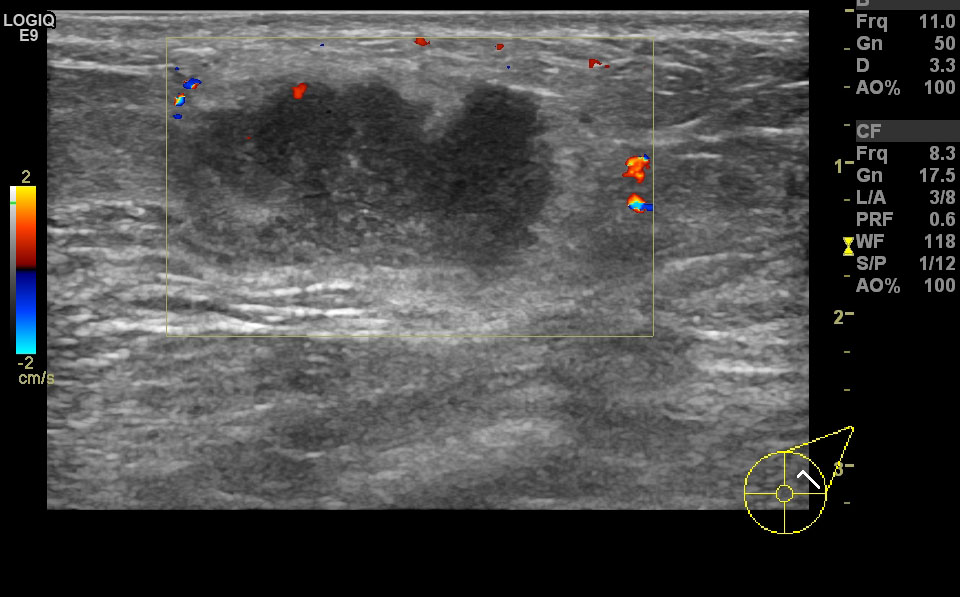 LOGIQ
E9
B
Frq 11.0
Gn 50
D 3.3
AO% 100
CF
Frq 8.3
Gn 17.5
L/A 3/8
PRF 0.6
WF 118
S/P 1/12
AO% 100
2
-2
cm/s
1
2
3